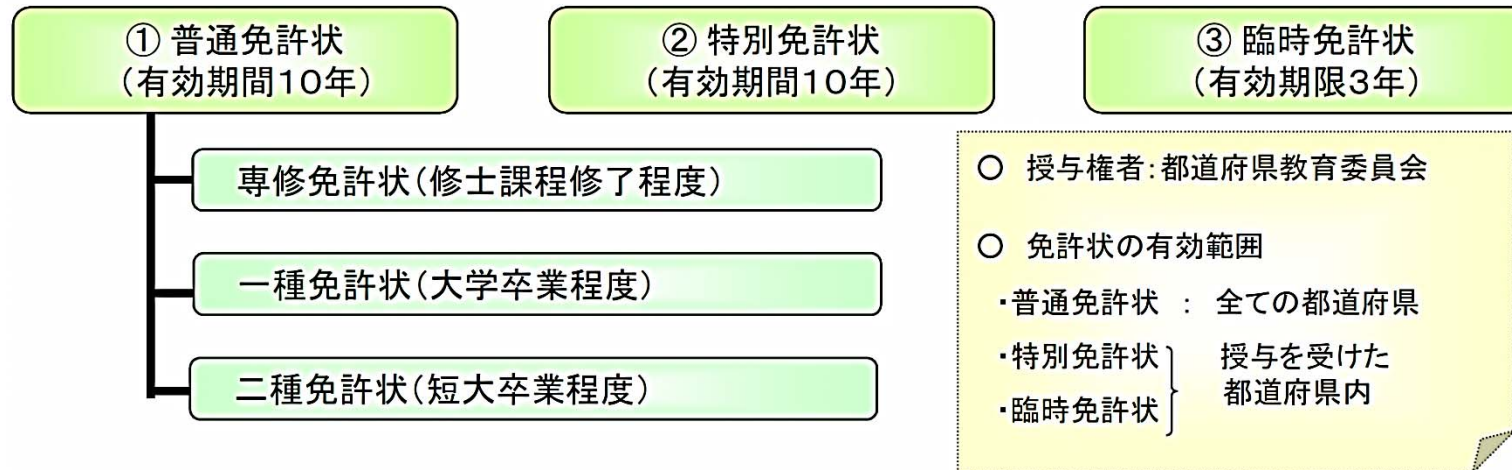 ① 普通免許状
（有効期間１０年）
② 特別免許状
（有効期間１０年）
③ 臨時免許状
（有効期限３年）
専修免許状（修士課程修了程度）
一種免許状（大学卒業程度）
二種免許状（短大卒業程度）
○ 授与権者：都道府県教育委員会
○ 免許状の有効範囲
・普通免許状 ： 全ての都道府県
・特別免許状
・臨時免許状
授与を受けた
都道府県内